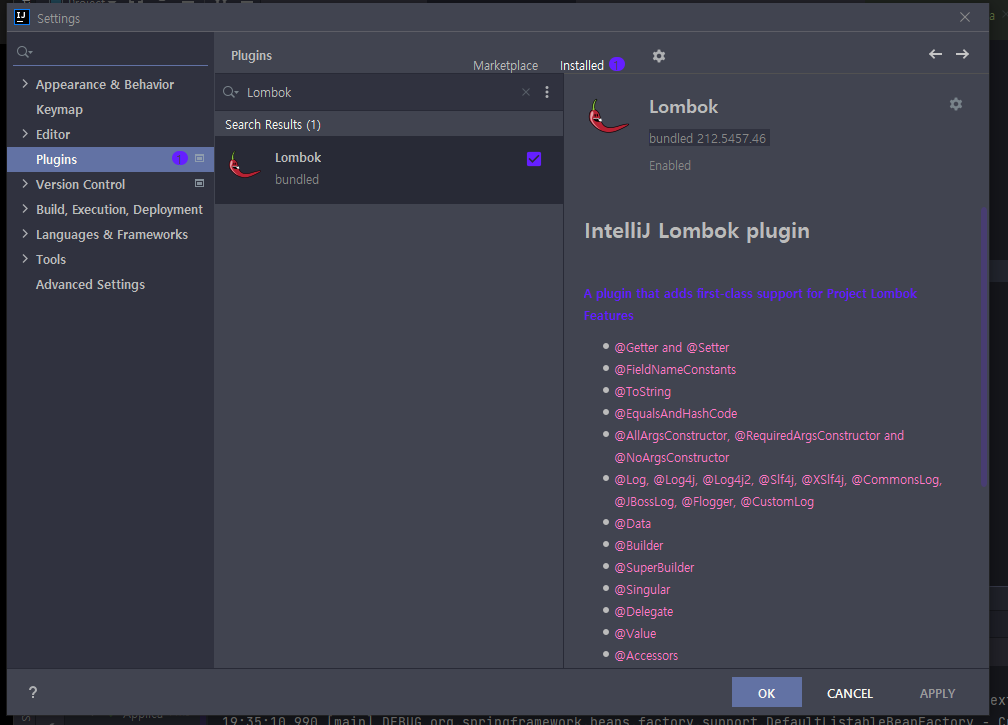 Settings
Plugins
Marketplace
Installed
Appearance & Behavior
Keymap
Editor
Plugins
Version Control
Build, Execution, Deployment
Languages & Frameworks
Tools
Advanced Settings
Lombok
Search Results (1)
Lombok
bundled
Lombok
bundled 212.5457.46
Enabled
IntelliJ Lombok plugin
A plugin that adds first-class support for Project Lombok
Features
@Getter and @Setter
@FieldNameConstants
@ToString
@EqualsAndHashCode
@AllArgsConstructor, @RequiredArgsConstructor and
@NoArgsConstructor
@Log, @Log4j, @Log4j2, @Slf4j, @XSlf4j, @CommonsLog,
@JBossLog, @Flogger, @CustomLog
@Data
@Builder
@SuperBuilder
@Singular
@Delegate
@Value
@Accessors
?
OK
CANCEL
APPLY
19:35:10.990 [main] DEBUG org.springframework.beans.factory.support.DefaultListableBeanFactory -